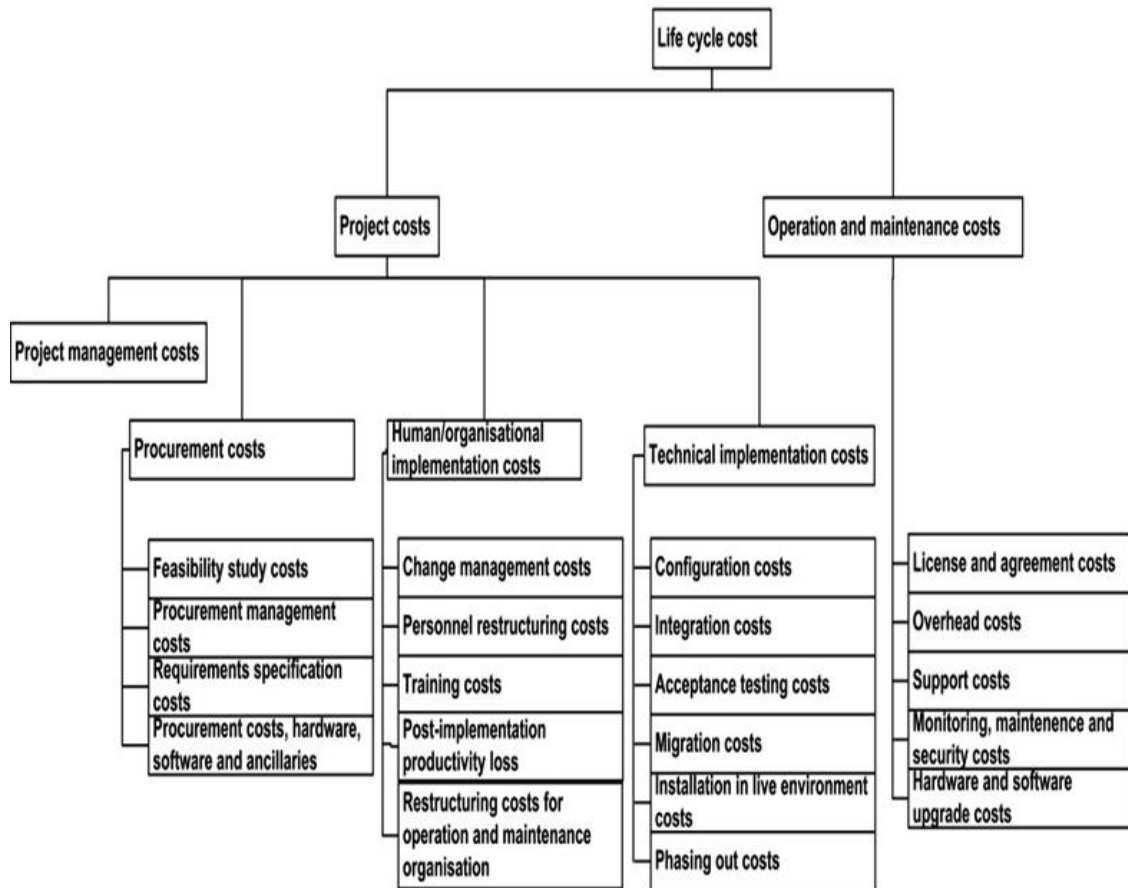 Life cycle cost
Project costs
Operation and maintenance costs
Project management costs
Procurement costs
Human/organisational
implementation costs
Technical implementation costs
Feasibility study costs
Procurement management
costs
Requirements specification
costs
Procurement costs, hardware,
software and ancillaries
Change management costs
Personnel restructuring costs
Training costs
Post-implementation
productivity loss
Restructuring costs for
operation and maintenance
organisation
Configuration costs
Integration costs
Acceptance testing costs
Migration costs
Installation in live environment
costs
Phasing out costs
License and agreement costs
Overhead costs
Support costs
Monitoring, maintenence and
security costs
Hardware and software
upgrade costs